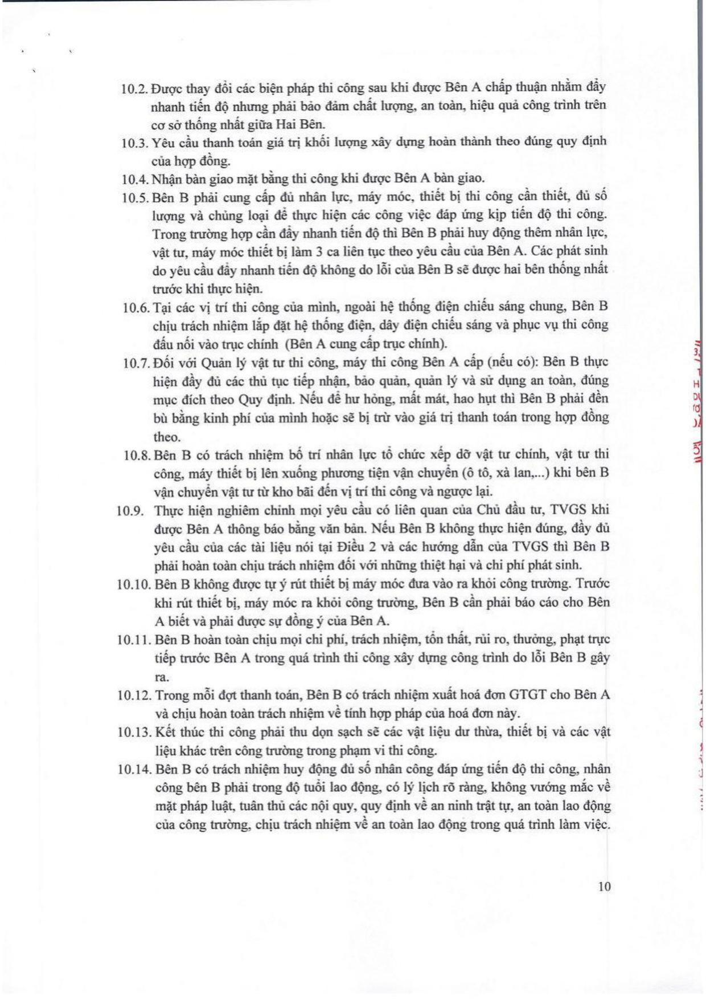 10.2. Được thay đổi các biện pháp thi công sau khi được Bên A chấp thuận nhằm đẩy
nhanh tiến độ nhưng phải bảo đảm chất lượng, an toàn, hiệu quả công trình trên
cơ sở thống nhất giữa Hai Bên.
10.3. Yêu cầu thanh toán giá trị khối lượng xây dựng hoàn thành theo đúng quy định
của hợp đồng.
10.4. Nhận bàn giao mặt bằng thi công khi được Bên A bàn giao.
10.5. Bên B phải cung cấp đủ nhân lực, máy móc, thiết bị thi công cần thiết, đủ số
lượng và chủng loại để thực hiện các công việc đáp ứng kịp tiến độ thi công.
Trong trường hợp cần đẩy nhanh tiến độ thì Bên B phải huy động thêm nhân lực,
vật tư, máy móc thiết bị làm 3 ca liên tục theo yêu cầu của Bên A. Các phát sinh
do yêu cầu đẩy nhanh tiến độ không do lỗi của Bên B sẽ được hai bên thống nhất
trước khi thực hiện.
10.6. Tại các vị trí thi công của mình, ngoài hệ thống điện chiếu sáng chung, Bên B
chịu trách nhiệm lắp đặt hệ thống điện, dây điện chiếu sáng và phục vụ thi công
đấu nối vào trục chính (Bên A cung cấp trục chính).
10.7. Đối với Quản lý vật tư thi công, máy thi công Bên A cấp (nếu có): Bên B thực
hiện đầy đủ các thủ tục tiếp nhận, bảo quản, quản lý và sử dụng an toàn, đúng
mục đích theo Quy định. Nếu để hư hỏng, mất mát, hao hụt thì Bên B phải đền
bù bằng kinh phí của mình hoặc sẽ bị trừ vào giá trị thanh toán trong hợp đồng
theo.
10.8. Bên B có trách nhiệm bố trí nhân lực tổ chức xếp dỡ vật tư chính, vật tư thi
công, máy thiết bị lên xuống phương tiện vận chuyển (ô tô, xà lan,...) khi bên B
vận chuyển vật tư từ kho bãi đến vị trí thi công và ngược lại.
10.9. Thực hiện nghiêm chỉnh mọi yêu cầu có liên quan của Chủ đầu tư, TVGS khi
được Bên A thông báo bằng văn bản. Nếu Bên B không thực hiện đúng, đầy đủ
yêu cầu của các tài liệu nói tại Điều 2 và các hướng dẫn của TVGS thì Bên B
phải hoàn toàn chịu trách nhiệm đối với những thiệt hại và chi phí phát sinh.
10.10. Bên B không được tự ý rút thiết bị máy móc đưa vào ra khỏi công trường. Trước
khi rút thiết bị, máy móc ra khỏi công trường, Bên B cần phải báo cáo cho Bên
A biết và phải được sự đồng ý của Bên A.
10.11. Bên B hoàn toàn chịu mọi chi phí, trách nhiệm, tổn thất, rủi ro, thưởng, phạt trực
tiếp trước Bên A trong quá trình thi công xây dựng công trình do lỗi Bên B gây
ra.
10.12. Trong mỗi đợt thanh toán, Bên B có trách nhiệm xuất hoá đơn GTGT cho Bên A
và chịu hoàn toàn trách nhiệm về tính hợp pháp của hoá đơn này.
10.13. Kết thúc thi công phải thu dọn sạch sẽ các vật liệu dư thừa, thiết bị và các vật
liệu khác trên công trường trong phạm vi thi công.
10.14. Bên B có trách nhiệm huy động đủ số nhân công đáp ứng tiến độ thi công, nhân
công bên B phải trong độ tuổi lao động, có lý lịch rõ ràng, không vướng mắc về
mặt pháp luật, tuân thủ các nội quy, quy định về an ninh trật tự, an toàn lao động
của công trường, chịu trách nhiệm về an toàn lao động trong quá trình làm việc.
10